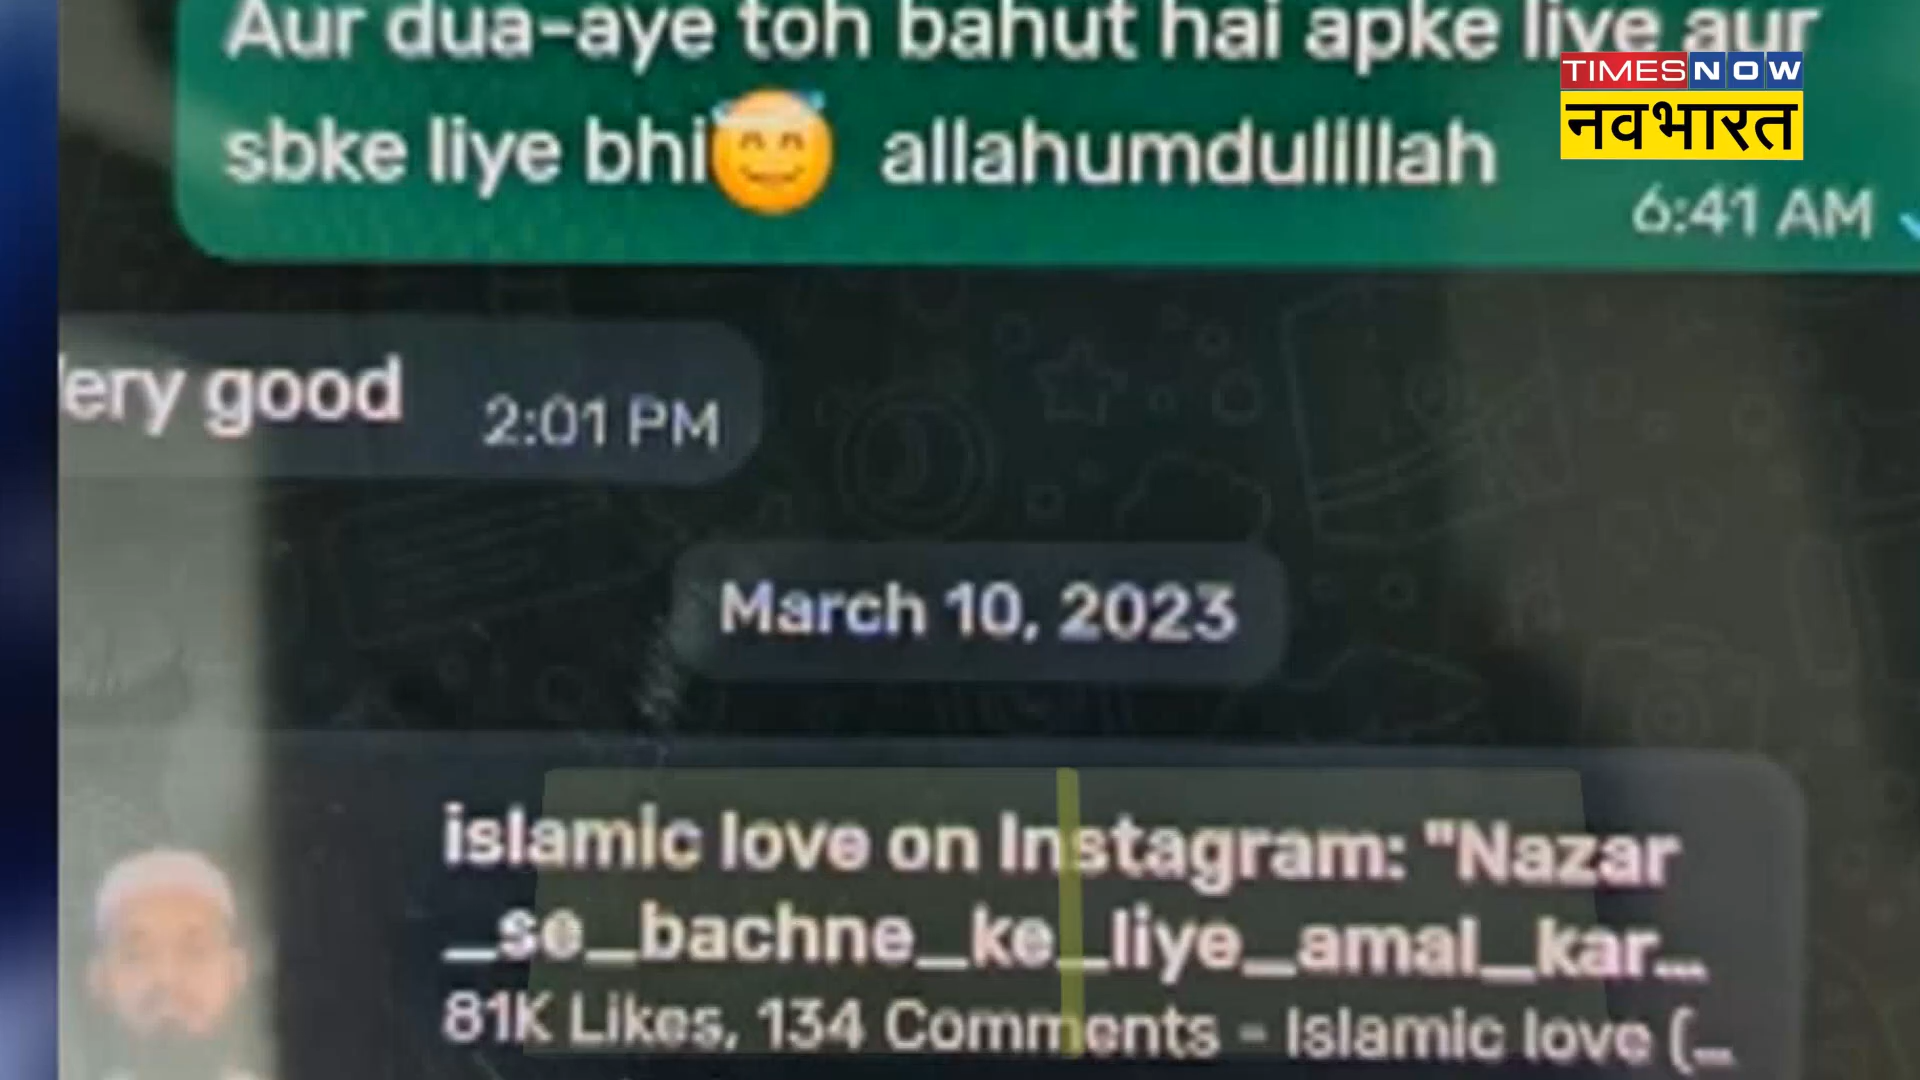 Aur dua-aye toh bahut hai apke liye aur
TIMES NOW
नवभारत
sbke liye bhi😇 allahumdulillah
6:41 AM
ery good 2:01 PM
March 10, 2023
islamic love on Instagram: "Nazar
_se_bachne_ke_liye_amal_kar...
81K Likes, 134 Comments - Islamic love (...